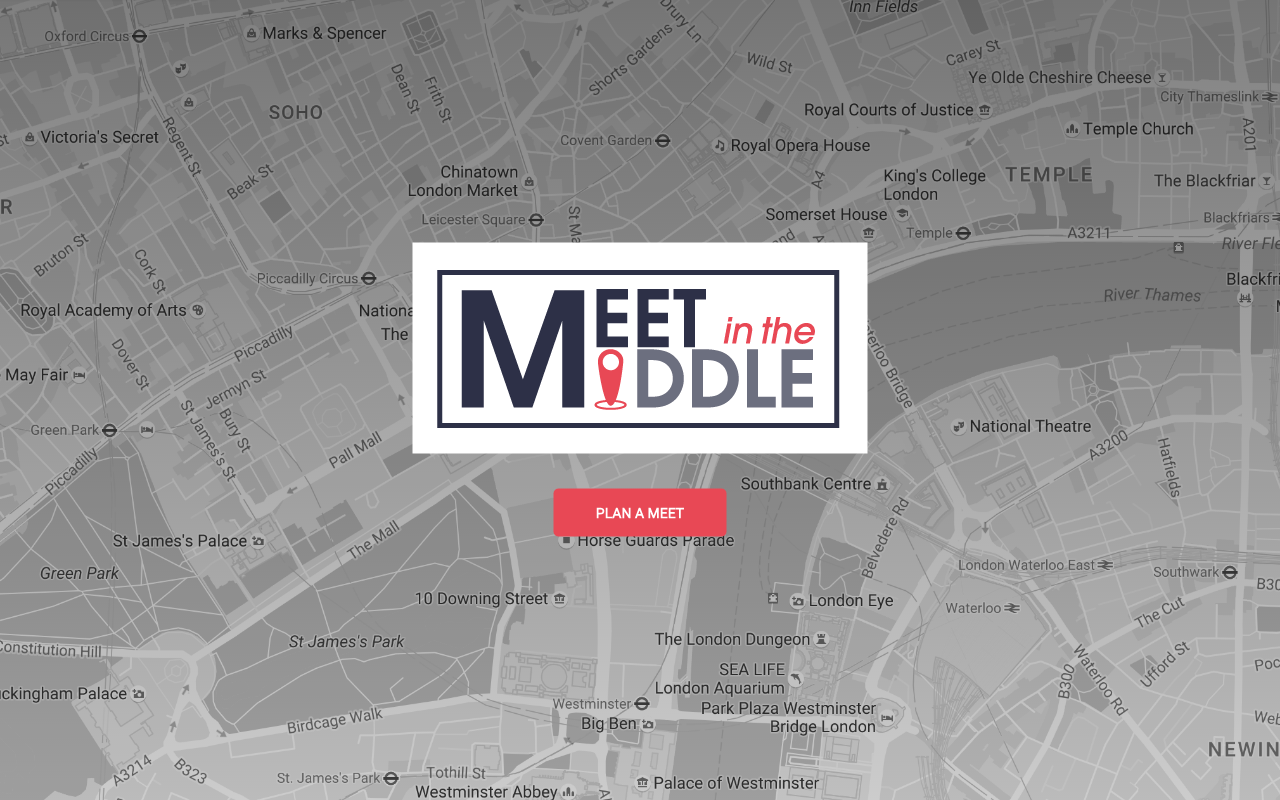 Inn Fields
Drury Ln
Oxford Circus
Marks & Spencer
Shorts Gardens
Carey St
Wild St
Dean St
Frith St
Ye Olde Cheshire Cheese
City Thameslink
SOHO
Royal Courts of Justice
Temple Church
A201
Victoria's Secret
Regent St
Covent Garden
Royal Opera House
Chinatown
London Market
A4
King's College
London
TEMPLE
The Blackfriar
Beak St
R
Leicester Square
St Ma
Somerset House
Temple
A3211
Blackfriars
River Fle
Bruton St
Cork St
Piccadilly Circus
River Thames
Blackfri
Royal Academy of Arts
Nationa
The
MEET
in the
MIDDLE
Piccadilly
Dover St
Waterloo Bridge
May Fair
Jermyn St
St James's St
Bury St
Green Park
Pall Mall
National Theatre
A3200
Hatfields
Piccadilly
Southbank Centre
PLAN A MEET
Horse Guards Parade
The Mall
St James's Palace
Belvedere Rd
Green Park
London Waterloo East
Southwark
B30
10 Downing Street
London Eye
Waterloo
The Cut
St James's Park
The London Dungeon
Constitution Hill
Ufford St
SEA LIFE
London Aquarium
B300
Waterloo Rd
Poc
uckingham Palace
Westminster
Park Plaza Westminster
Bridge London
Birdcage Walk
Big Ben
Web
NEWIN
A3214
B323
St. James's Park
Tothill St
Westminster Abbey
Palace of Westminster